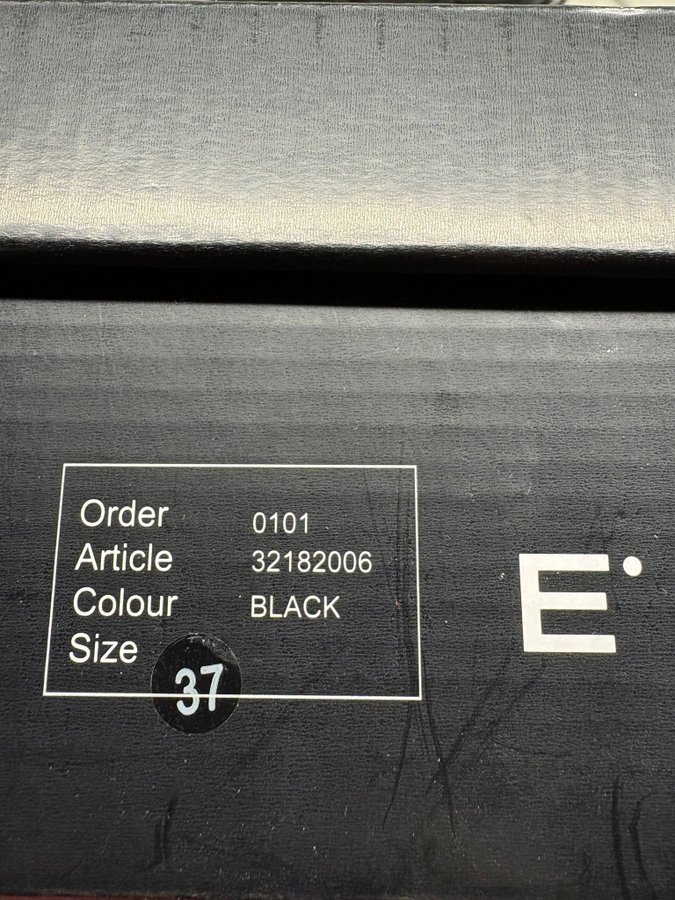 Order 0101
Article 32182006
Colour BLACK
Size 37
E